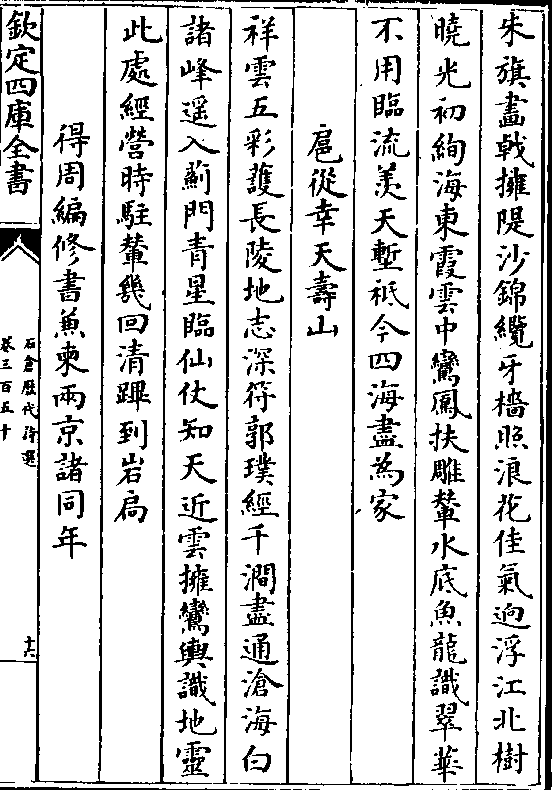 朱旗畫戟擁隄沙錦纜牙檣照浪花佳氣逈浮江北樹
曉光初絢海東霞雲中鸞鳳扶雕輦水底魚龍識翠華
不用臨流羨天塹祗今四海盡為家
扈從幸天壽山
祥雲五彩護長陵地志深符郭璞經千澗盡通滄海白
諸峰遥入薊門青星臨仙仗知天近雲擁鸞輿識地靈
此處經營時駐輦幾回清蹕到岩扃
得周編修書兼柬兩京諸同年
欽定四庫全書
石倉歴代詩選
卷三百五十
十六